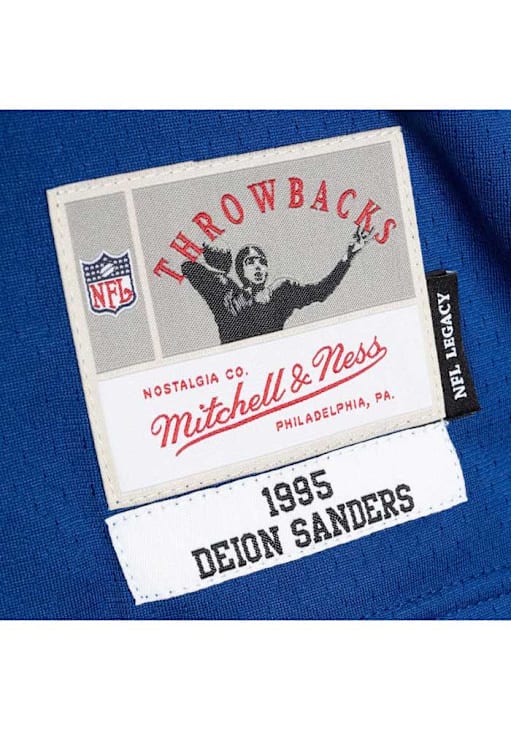 THROWBACKS
NFL
NOSTALGIA CO.
Mitchell & Ness
PHILADELPHIA, PA.
NFL LEGACY
1995
DEION SANDERS